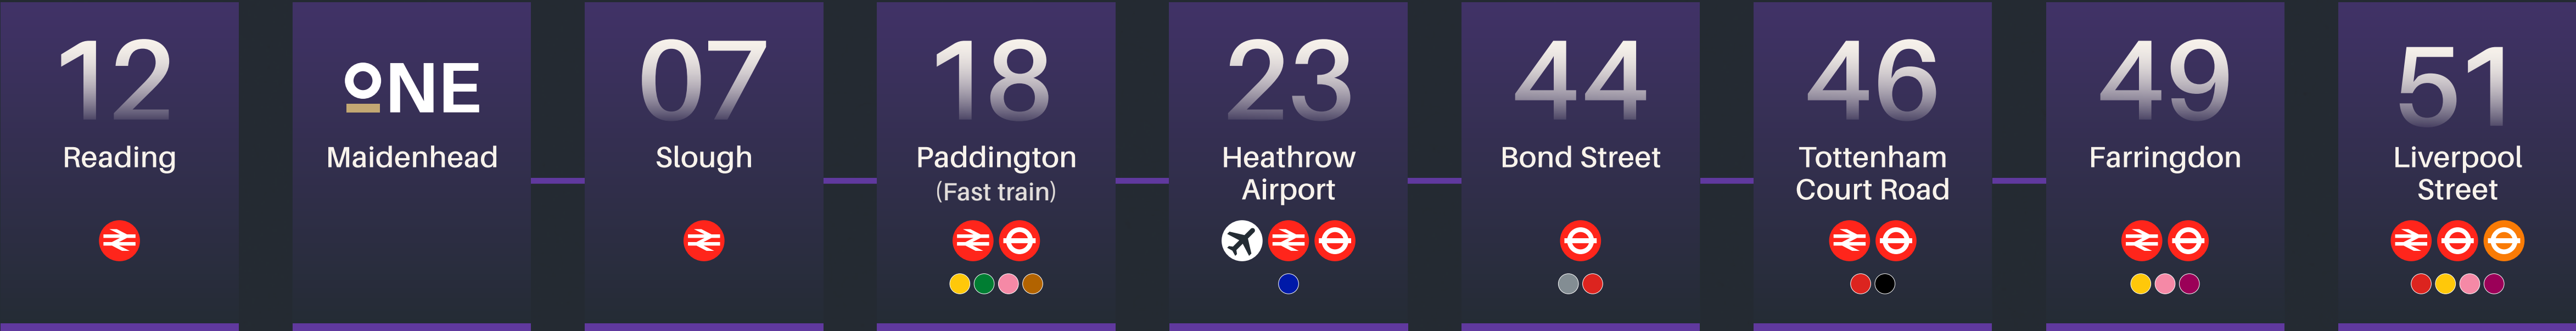 12
Reading
ONE
Maidenhead
07
Slough
18
Paddington
(Fast train)
23
Heathrow
Airport
44
Bond Street
46
Tottenham
Court Road
49
Farringdon
51
Liverpool
Street